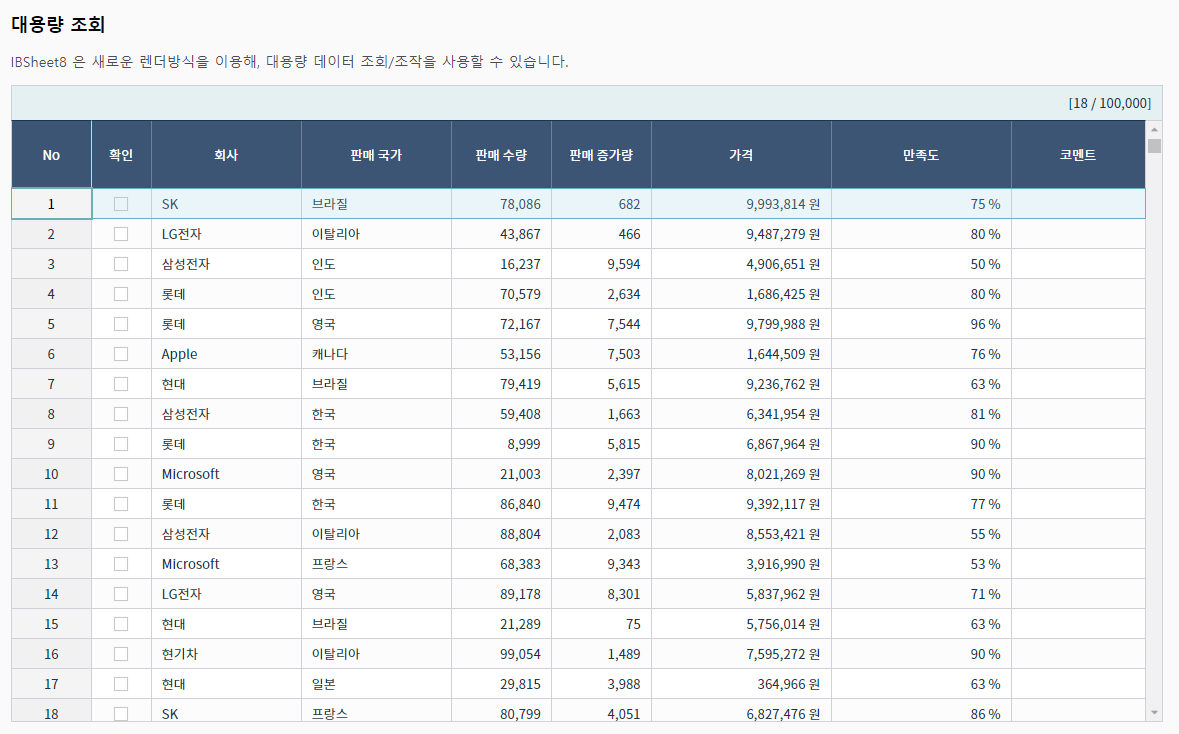 대용량 조회
IBSheet8 은 새로운 렌더방식을 이용해, 대용량 데이터 조회/조작을 사용할 수 있습니다.
[18 / 100,000]
No 확인 회사 판매 국가 판매 수량 판매 증가량 가격 만족도 코멘트
1 SK 브라질 78,086 682 9,993,814 원 75 %
2 LG전자 이탈리아 43,867 466 9,487,279 원 80 %
3 삼성전자 인도 16,237 9,594 4,906,651 원 50 %
4 롯데 인도 70,579 2,634 1,686,425 원 80 %
5 롯데 영국 72,167 7,544 9,799,988 원 96 %
6 Apple 캐나다 53,156 7,503 1,644,509 원 76 %
7 현대 브라질 79,419 5,615 9,236,762 원 63 %
8 삼성전자 한국 59,408 1,663 6,341,954 원 81 %
9 롯데 한국 8,999 5,815 6,867,964 원 90 %
10 Microsoft 영국 21,003 2,397 8,021,269 원 90 %
11 롯데 한국 86,840 9,474 9,392,117 원 77 %
12 삼성전자 이탈리아 88,804 2,083 8,553,421 원 55 %
13 Microsoft 프랑스 68,383 9,343 3,916,990 원 53 %
14 LG전자 영국 89,178 8,301 5,837,962 원 71 %
15 현대 브라질 21,289 75 5,756,014 원 63 %
16 현기차 이탈리아 99,054 1,489 7,595,272 원 90 %
17 현대 일본 29,815 3,988 364,966 원 63 %
18 SK 프랑스 80,799 4,051 6,827,476 원 86 %